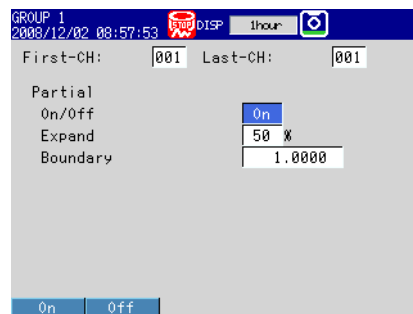 GROUP 1
2008/12/02 08:57:53 STOP DISP 1hour
First-CH: 001 Last-CH: 001
Partial
On/Off On
Expand 50 %
Boundary 1.0000
On Off